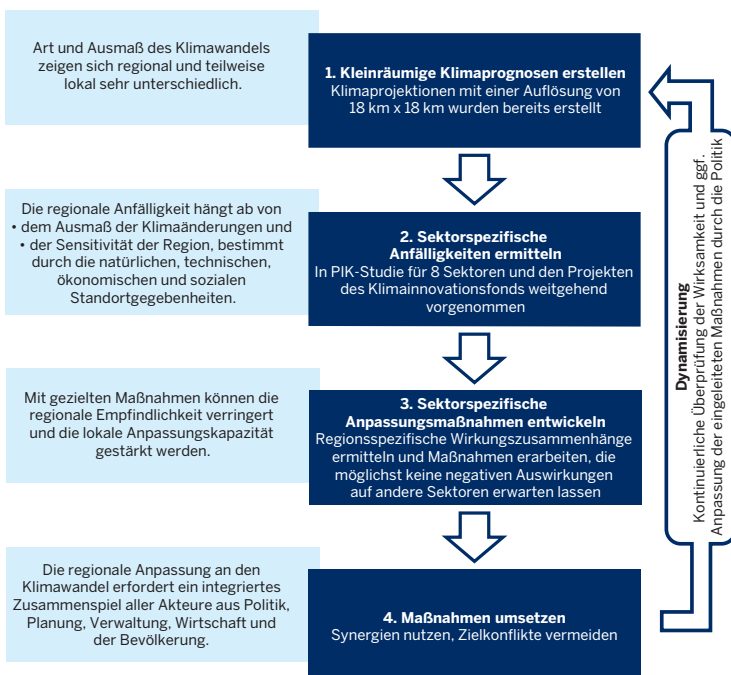 Art und Ausmaß des Klimawandels
zeigen sich regional und teilweise
lokal sehr unterschiedlich.
1. Kleinräumige Klimaprognosen erstellen
Klimaprojektionen mit einer Auflösung von
18 km x 18 km wurden bereits erstellt
Die regionale Anfälligkeit hängt ab von
• dem Ausmaß der Klimaänderungen und
• der Sensitivität der Region, bestimmt
durch die natürlichen, technischen,
ökonomischen und sozialen
Standortgegebenheiten.
2. Sektorspezifische
Anfälligkeiten ermitteln
In PIK-Studie für 8 Sektoren und den Projekten
des Klimainnovationsfonds weitgehend
vorgenommen
Mit gezielten Maßnahmen können die
regionale Empfindlichkeit verringert
und die lokale Anpassungskapazität
gestärkt werden.
3. Sektorspezifische
Anpassungsmaßnahmen entwickeln
Regionsspezifische Wirkungszusammenhänge
ermitteln und Maßnahmen erarbeiten, die
möglichst keine negativen Auswirkungen
auf andere Sektoren erwarten lassen
Die regionale Anpassung an den
Klimawandel erfordert ein integriertes
Zusammenspiel aller Akteure aus Politik,
Planung, Verwaltung, Wirtschaft und
der Bevölkerung.
4. Maßnahmen umsetzen
Synergien nutzen, Zielkonflikte vermeiden
Dynamisierung
Kontinuierliche Überprüfung der Wirksamkeit und ggf.
Anpassung der eingeleiteten Maßnahmen durch die Politik